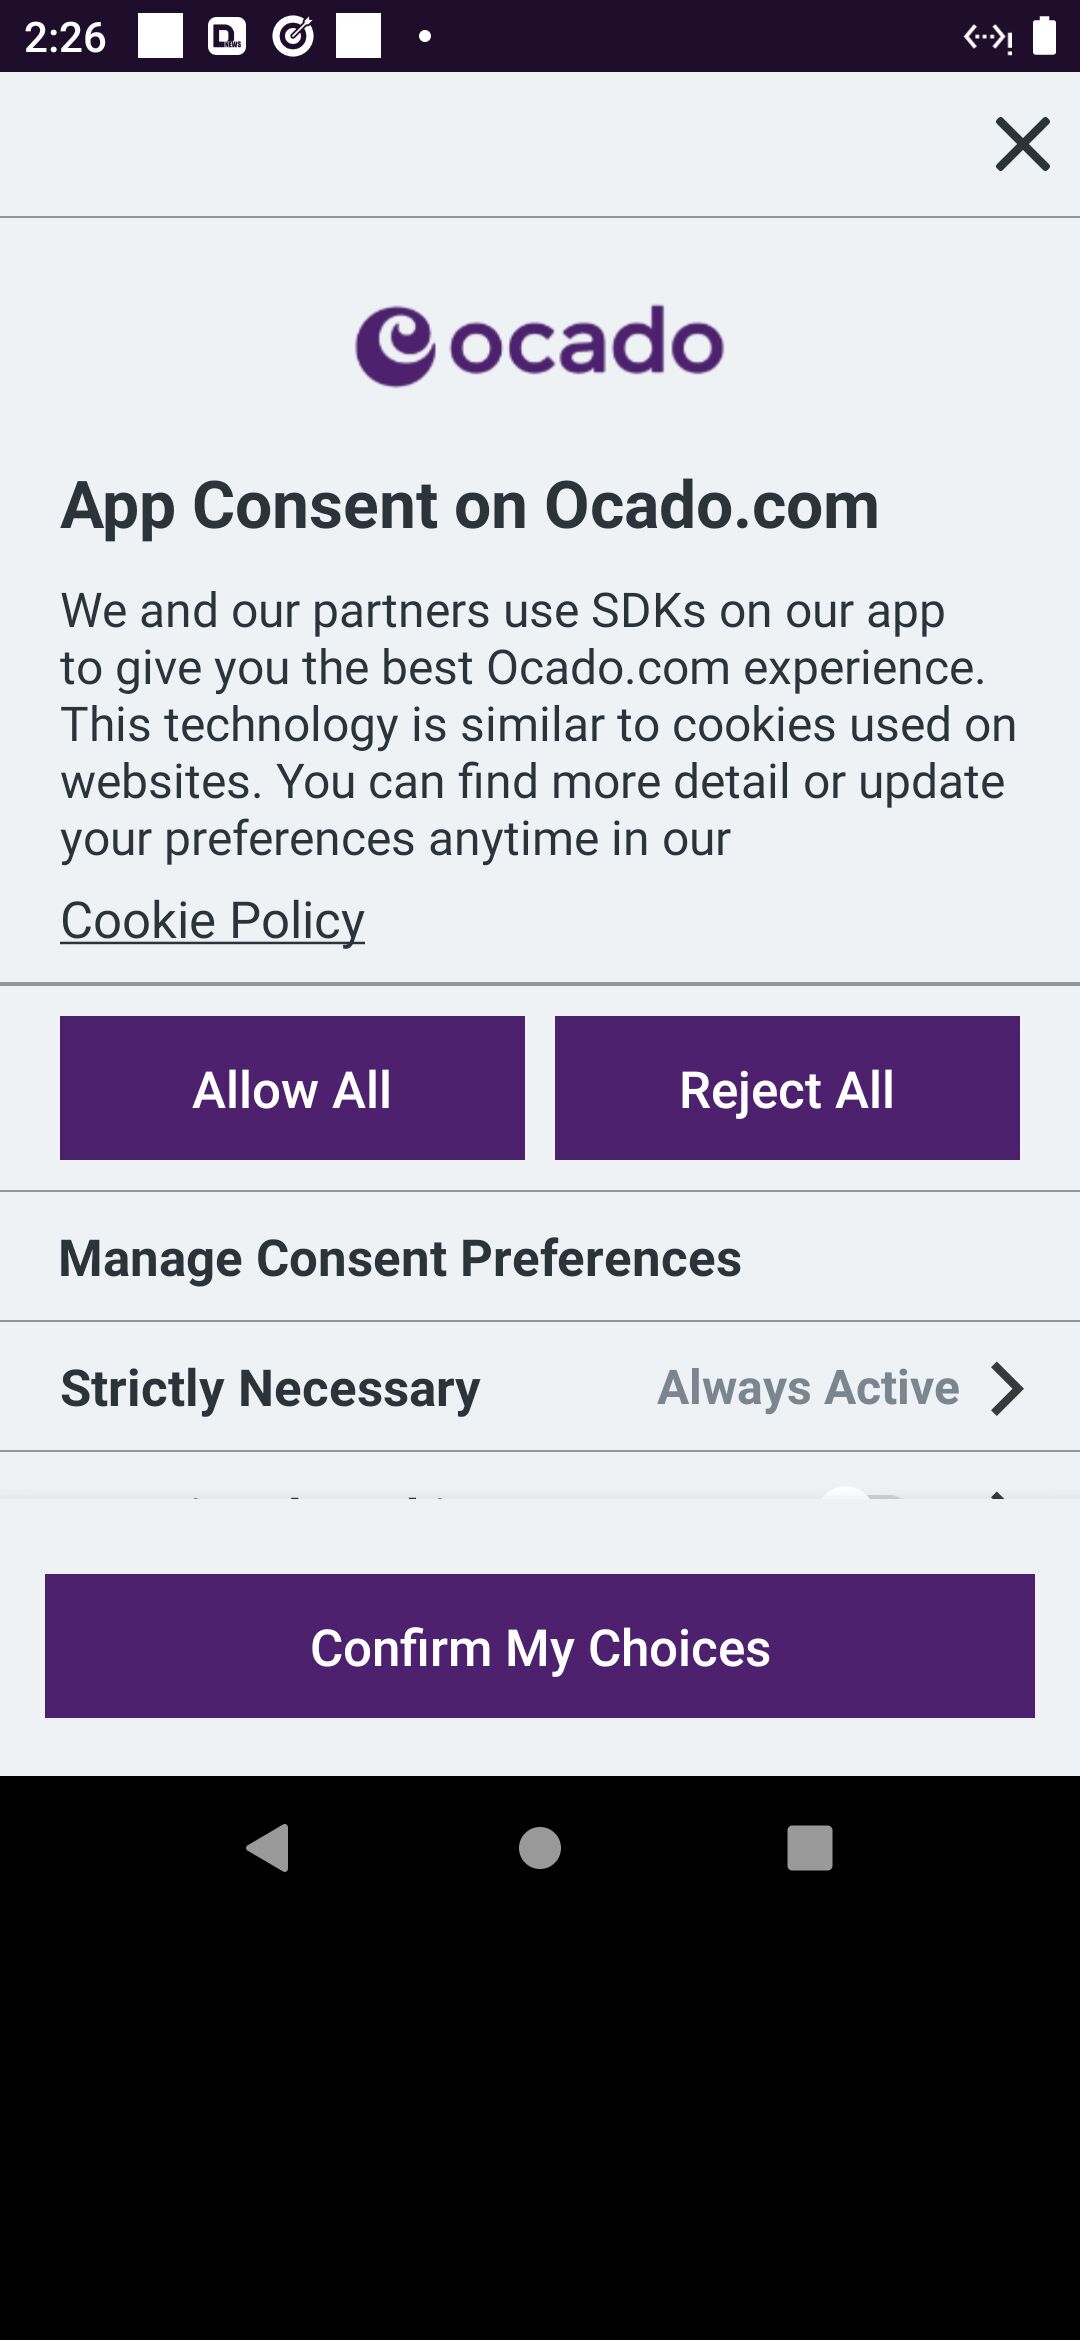 2:26
D NEWS
ocado
App Consent on Ocado.com
We and our partners use SDKs on our app
to give you the best Ocado.com experience.
This technology is similar to cookies used on
websites. You can find more detail or update
your preferences anytime in our
Cookie Policy
Allow All
Reject All
Manage Consent Preferences
Strictly Necessary
Always Active
Confirm My Choices